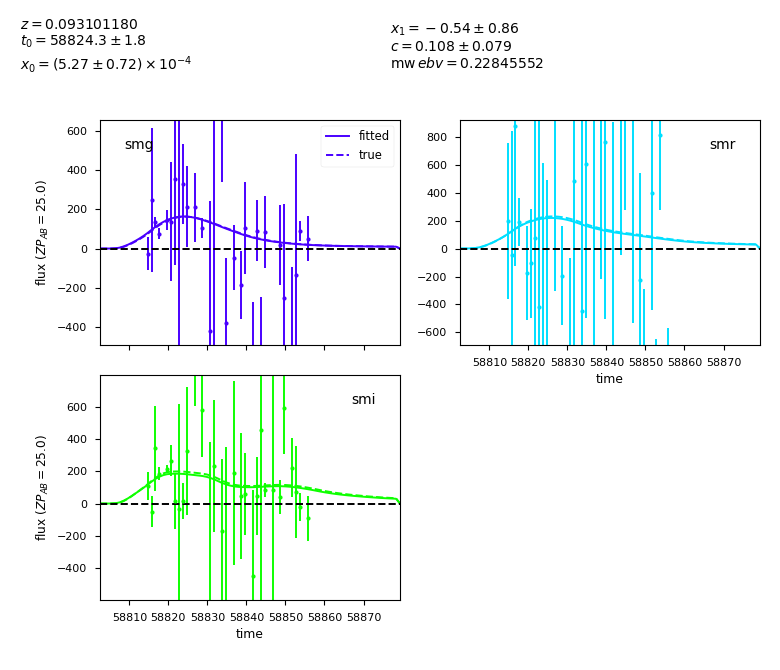 z = 0.093101180
t₀ = 58824.3 ± 1.8
x₀ = (5.27 ± 0.72) × 10⁻⁴
x₁ = −0.54 ± 0.86
c = 0.108 ± 0.079
mw ebv = 0.22845552
smg
fitted
true
600
400
200
0
−200
−400
flux (ZP_AB = 25.0)
smr
800
600
400
200
0
−200
−400
−600
58810 58820 58830 58840 58850 58860 58870
time
smi
600
400
200
0
−200
−400
flux (ZP_AB = 25.0)
58810 58820 58830 58840 58850 58860 58870
time